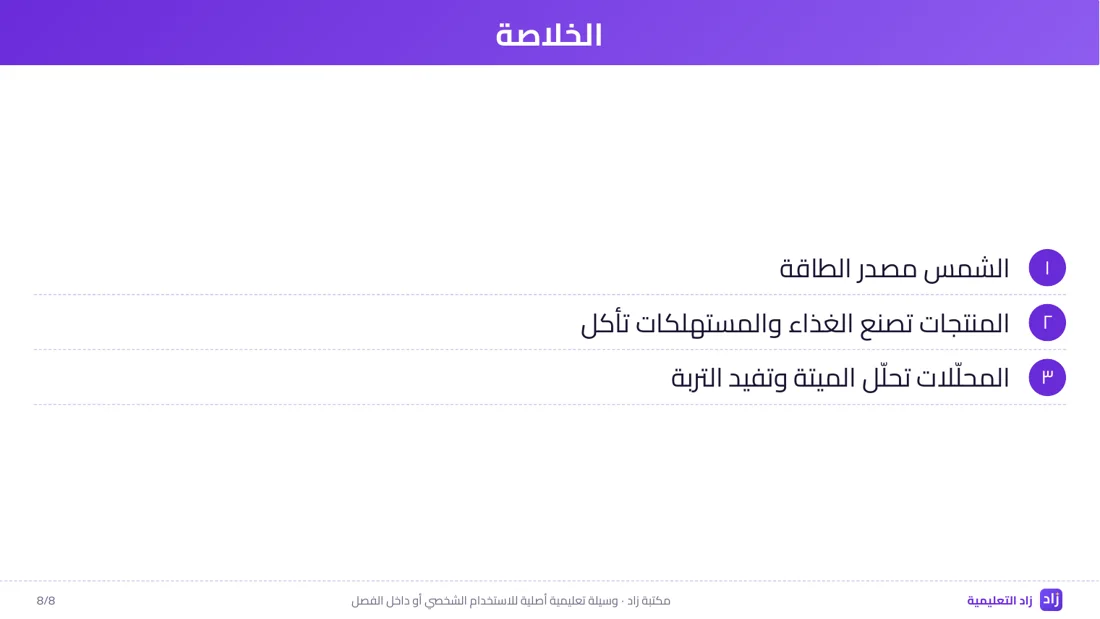 الخلاصة
١ الشمس مصدر الطاقة
٢ المنتجات تصنع الغذاء والمستهلكات تأكل
٣ المحلّلات تحلّل الميتة وتفيد التربة
زاد زاد التعليمية
مكتبة زاد · وسيلة تعليمية أصلية للاستخدام الشخصي أو داخل الفصل
8/8